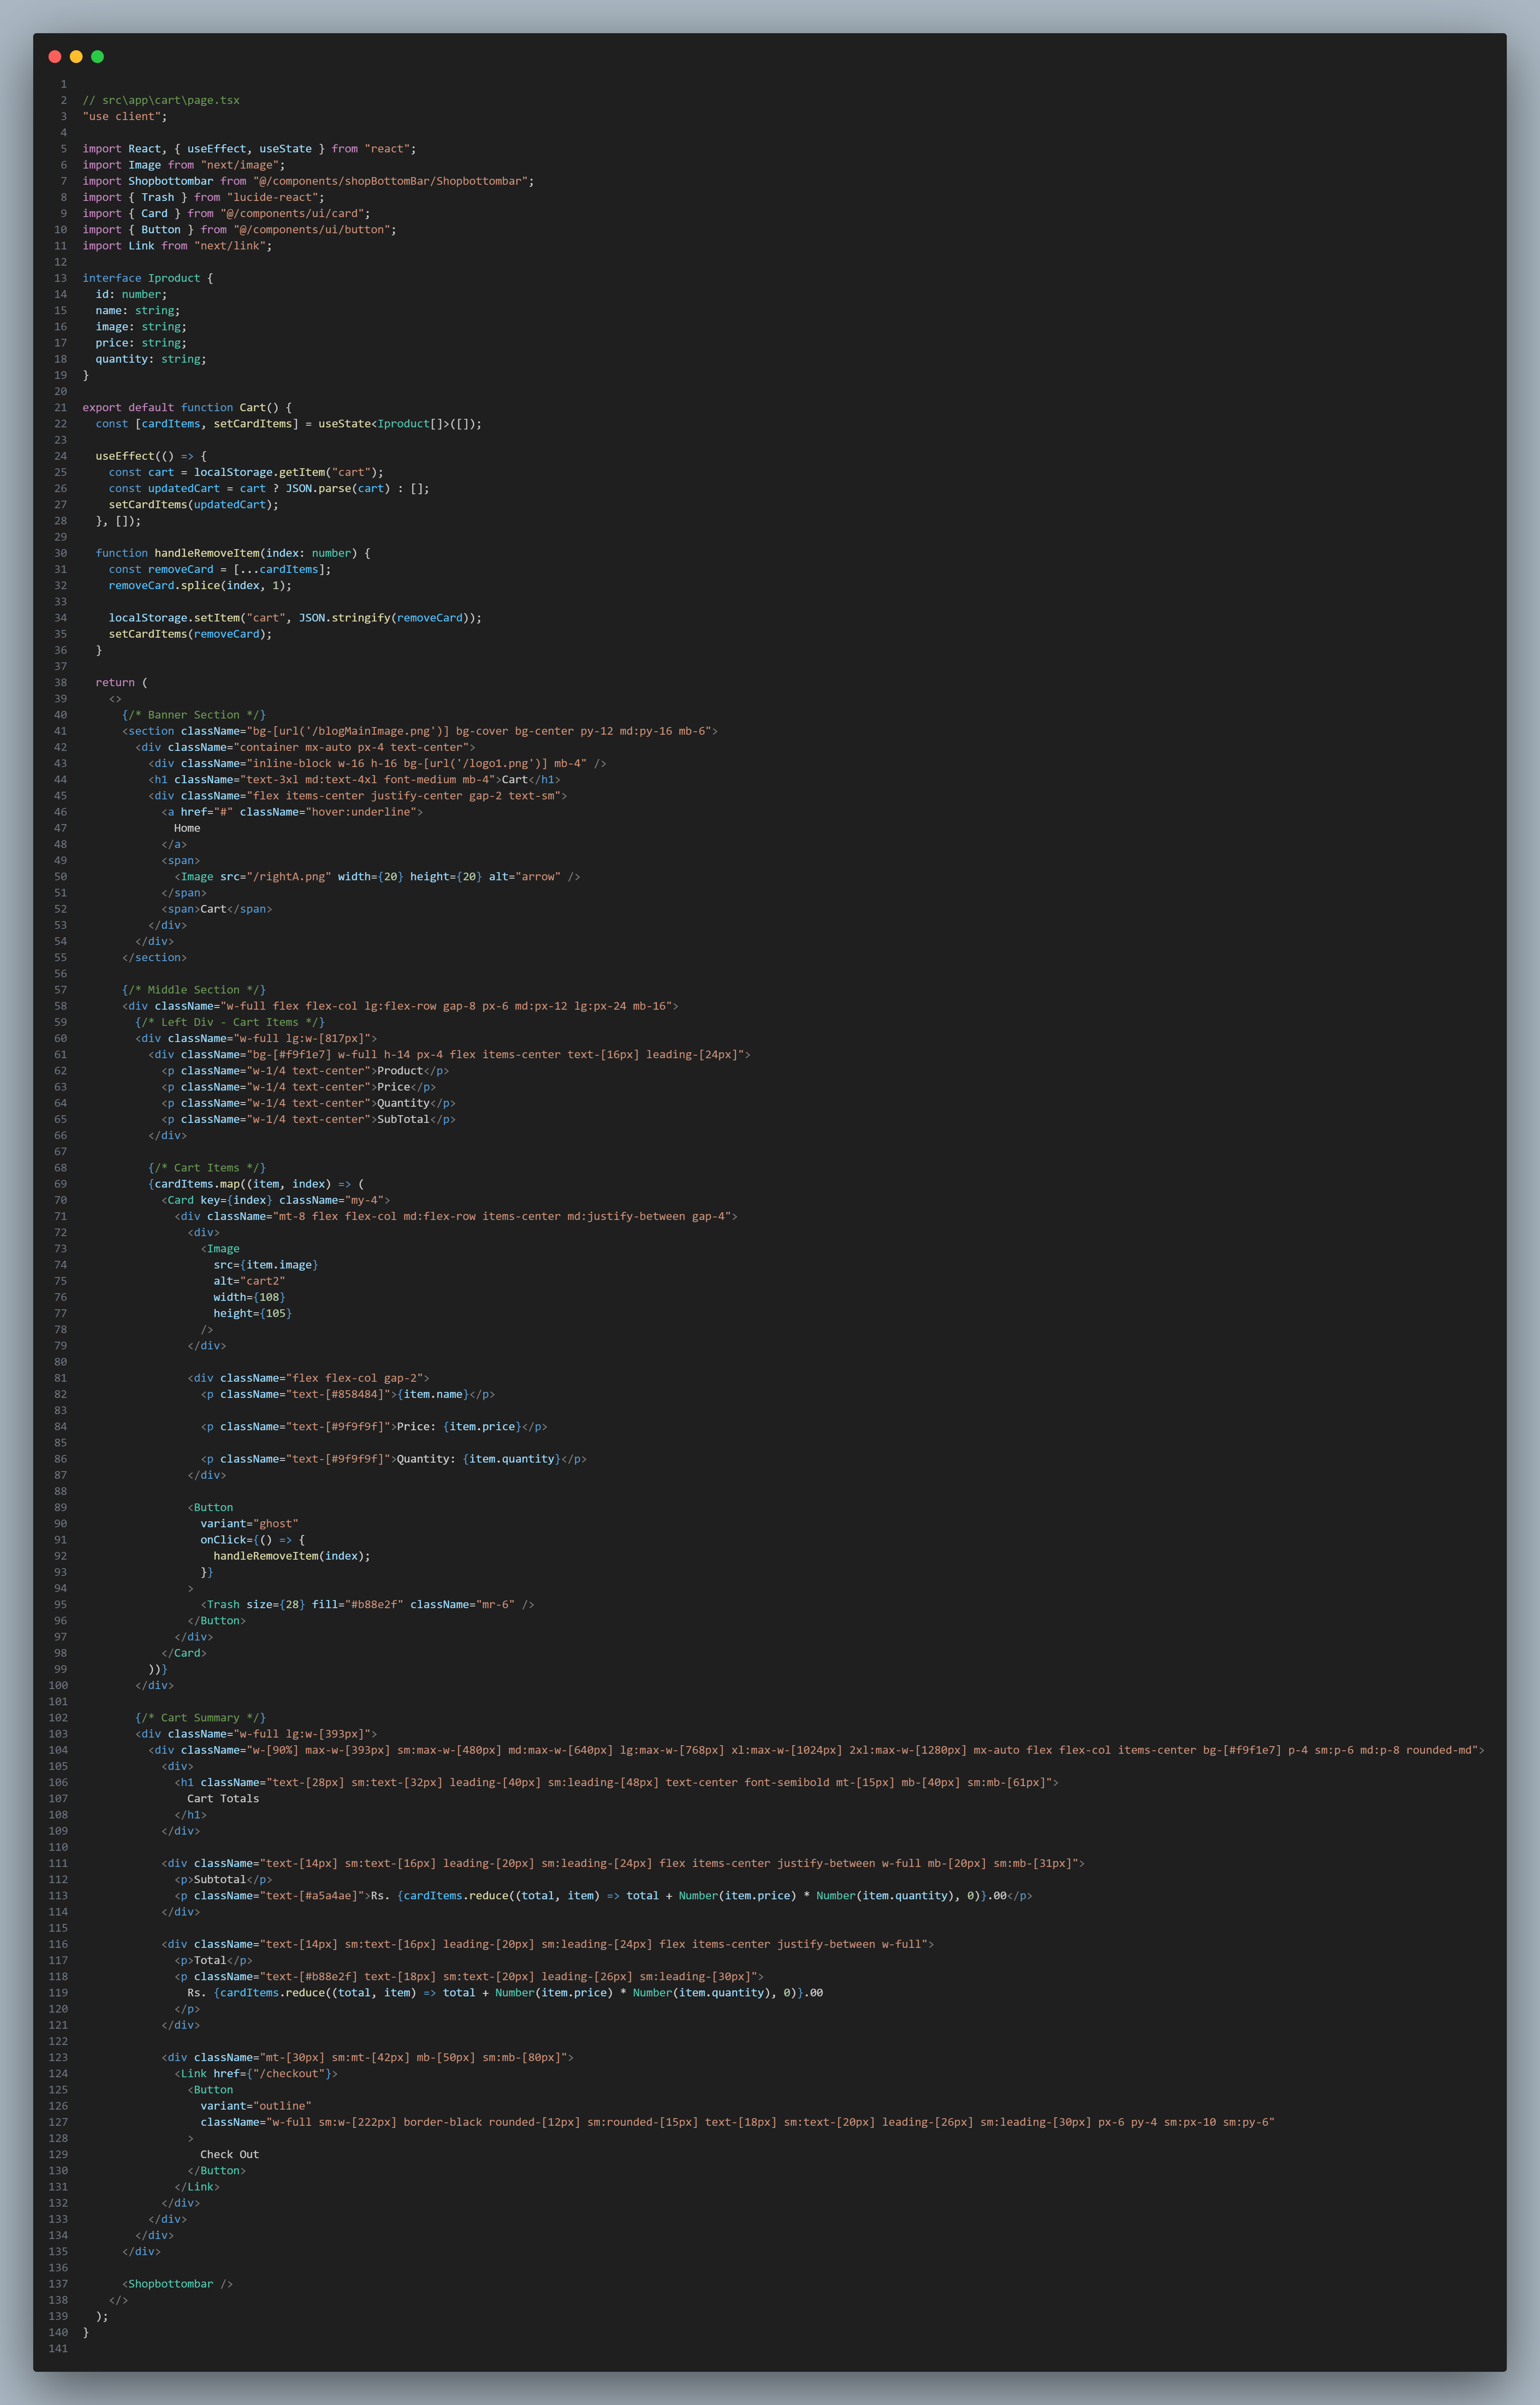 1
2 // src\app\cart\page.tsx
3 "use client";
4
5 import React, { useEffect, useState } from "react";
6 import Image from "next/image";
7 import Shopbottombar from "@/components/shopBottomBar/Shopbottombar";
8 import { Trash } from "lucide-react";
9 import { Card } from "@/components/ui/card";
10 import { Button } from "@/components/ui/button";
11 import Link from "next/link";
12
13 interface Iproduct {
14   id: number;
15   name: string;
16   image: string;
17   price: string;
18   quantity: string;
19 }
20
21 export default function Cart() {
22   const [cardItems, setCardItems] = useState<Iproduct[]>([]);
23
24   useEffect(() => {
25     const cart = localStorage.getItem("cart");
26     const updatedCart = cart ? JSON.parse(cart) : [];
27     setCardItems(updatedCart);
28   }, []);
29
30   function handleRemoveItem(index: number) {
31     const removeCard = [...cardItems];
32     removeCard.splice(index, 1);
33
34     localStorage.setItem("cart", JSON.stringify(removeCard));
35     setCardItems(removeCard);
36   }
37
38   return (
39     <>
40       {/* Banner Section */}
41       <section className="bg-[url('/blogMainImage.png')] bg-cover bg-center py-12 md:py-16 mb-6">
42         <div className="container mx-auto px-4 text-center">
43           <div className="inline-block w-16 h-16 bg-[url('/logo1.png')] mb-4" />
44           <h1 className="text-3xl md:text-4xl font-medium mb-4">Cart</h1>
45           <div className="flex items-center justify-center gap-2 text-sm">
46             <a href="#" className="hover:underline">
47               Home
48             </a>
49             <span>
50               <Image src="/rightA.png" width={20} height={20} alt="arrow" />
51             </span>
52             <span>Cart</span>
53           </div>
54         </div>
55       </section>
56
57       {/* Middle Section */}
58       <div className="w-full flex flex-col lg:flex-row gap-8 px-6 md:px-12 lg:px-24 mb-16">
59         {/* Left Div - Cart Items */}
60         <div className="w-full lg:w-[817px]">
61           <div className="bg-[#f9f1e7] w-full h-14 px-4 flex items-center text-[16px] leading-[24px]">
62             <p className="w-1/4 text-center">Product</p>
63             <p className="w-1/4 text-center">Price</p>
64             <p className="w-1/4 text-center">Quantity</p>
65             <p className="w-1/4 text-center">SubTotal</p>
66           </div>
67
68           {/* Cart Items */}
69           {cardItems.map((item, index) => (
70             <Card key={index} className="my-4">
71               <div className="mt-8 flex flex-col md:flex-row items-center md:justify-between gap-4">
72                 <div>
73                   <Image
74                     src={item.image}
75                     alt="cart2"
76                     width={108}
77                     height={105}
78                   />
79                 </div>
80
81                 <div className="flex flex-col gap-2">
82                   <p className="text-[#858484]">{item.name}</p>
83
84                   <p className="text-[#9f9f9f]">Price: {item.price}</p>
85
86                   <p className="text-[#9f9f9f]">Quantity: {item.quantity}</p>
87                 </div>
88
89                 <Button
90                   variant="ghost"
91                   onClick={() => {
92                     handleRemoveItem(index);
93                   }}
94                 >
95                   <Trash size={28} fill="#b88e2f" className="mr-6" />
96                 </Button>
97               </div>
98             </Card>
99           ))}
100         </div>
101
102         {/* Cart Summary */}
103         <div className="w-full lg:w-[393px]">
104           <div className="w-[90%] max-w-[393px] sm:max-w-[480px] md:max-w-[640px] lg:max-w-[768px] xl:max-w-[1024px] 2xl:max-w-[1280px] mx-auto flex flex-col items-center bg-[#f9f1e7] p-4 sm:p-6 md:p-8 rounded-md">
105             <div>
106               <h1 className="text-[28px] sm:text-[32px] leading-[40px] sm:leading-[48px] text-center font-semibold mt-[15px] mb-[40px] sm:mb-[61px]">
107                 Cart Totals
108               </h1>
109             </div>
110
111             <div className="text-[14px] sm:text-[16px] leading-[20px] sm:leading-[24px] flex items-center justify-between w-full mb-[20px] sm:mb-[31px]">
112               <p>Subtotal</p>
113               <p className="text-[#a5a4ae]">Rs. {cardItems.reduce((total, item) => total + Number(item.price) * Number(item.quantity), 0)}.00</p>
114             </div>
115
116             <div className="text-[14px] sm:text-[16px] leading-[20px] sm:leading-[24px] flex items-center justify-between w-full">
117               <p>Total</p>
118               <p className="text-[#b88e2f] text-[18px] sm:text-[20px] leading-[26px] sm:leading-[30px]">
119                 Rs. {cardItems.reduce((total, item) => total + Number(item.price) * Number(item.quantity), 0)}.00
120               </p>
121             </div>
122
123             <div className="mt-[30px] sm:mt-[42px] mb-[50px] sm:mb-[80px]">
124               <Link href={"/checkout"}>
125                 <Button
126                   variant="outline"
127                   className="w-full sm:w-[222px] border-black rounded-[12px] sm:rounded-[15px] text-[18px] sm:text-[20px] leading-[26px] sm:leading-[30px] px-6 py-4 sm:px-10 sm:py-6"
128                 >
129                   Check Out
130                 </Button>
131               </Link>
132             </div>
133           </div>
134         </div>
135       </div>
136
137       <Shopbottombar />
138     </>
139   );
140 }
141